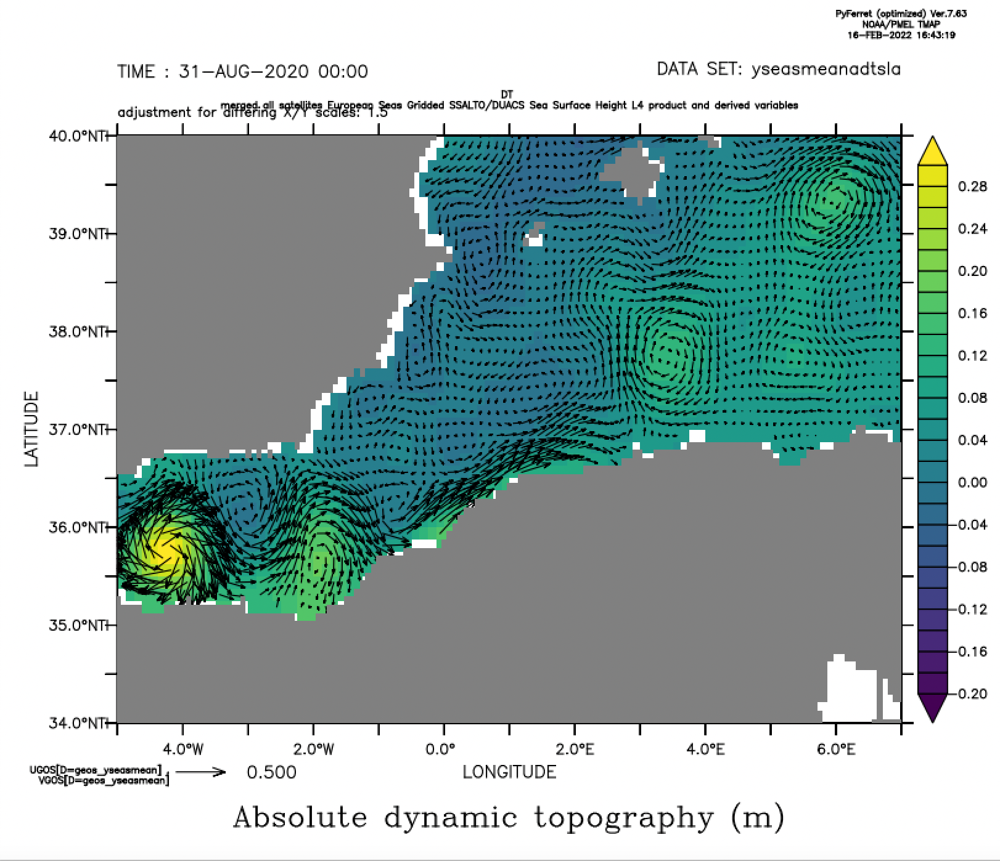 PyFerret (optimized) Ver.7.63
NOAA/PMEL TMAP
16-FEB-2022 16:43:19
TIME : 31-AUG-2020 00:00
DATA SET: yseasmeanadtsla
DT
merged all satellites European Seas Gridded SSALTO/DUACS Sea Surface Height L4 product and derived variables
adjustment for differing X/Y scales: 1.5
40.0°N
39.0°N
38.0°N
37.0°N
36.0°N
35.0°N
34.0°N
LATITUDE
0.28
0.24
0.20
0.16
0.12
0.08
0.04
0.00
-0.04
-0.08
-0.12
-0.16
-0.20
4.0°W 2.0°W 0.0° 2.0°E 4.0°E 6.0°E
LONGITUDE
UGOS[D=geos_yseasmean] ,
VGOS[D=geos_yseasmean]
0.500
Absolute dynamic topography (m)